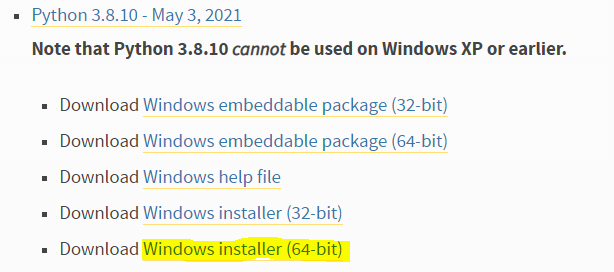 Python 3.8.10 - May 3, 2021
Note that Python 3.8.10 cannot be used on Windows XP or earlier.
Download Windows embeddable package (32-bit)
Download Windows embeddable package (64-bit)
Download Windows help file
Download Windows installer (32-bit)
Download Windows installer (64-bit)